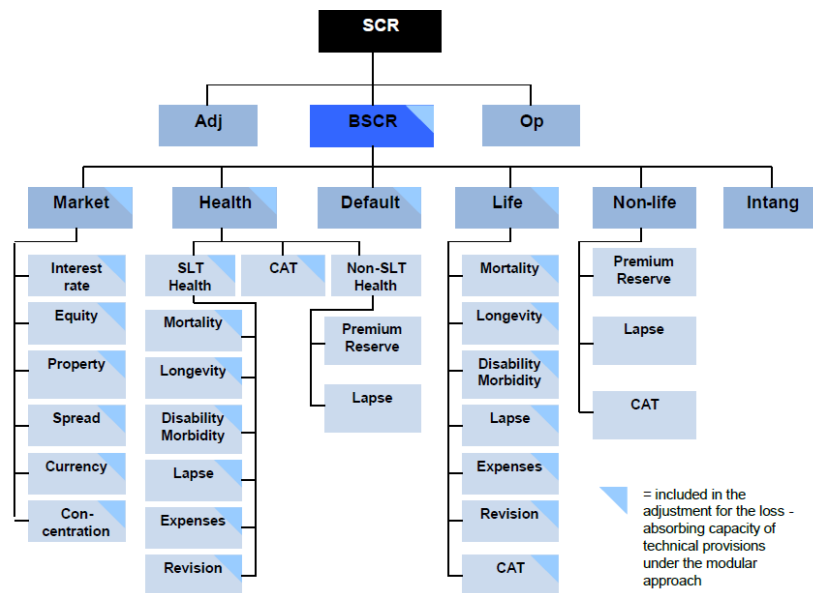 SCR
Adj
BSCR
Op
Market
Health
Default
Life
Non-life
Intang
Interest
rate
Equity
Property
Spread
Currency
Con-
centration
SLT
Health
CAT
Non-SLT
Health
Mortality
Longevity
Disability
Morbidity
Lapse
Expenses
Revision
Premium
Reserve
Lapse
Mortality
Longevity
Disability
Morbidity
Lapse
Expenses
Revision
CAT
Premium
Reserve
Lapse
CAT
= included in the
adjustment for the loss -
absorbing capacity of
technical provisions
under the modular
approach